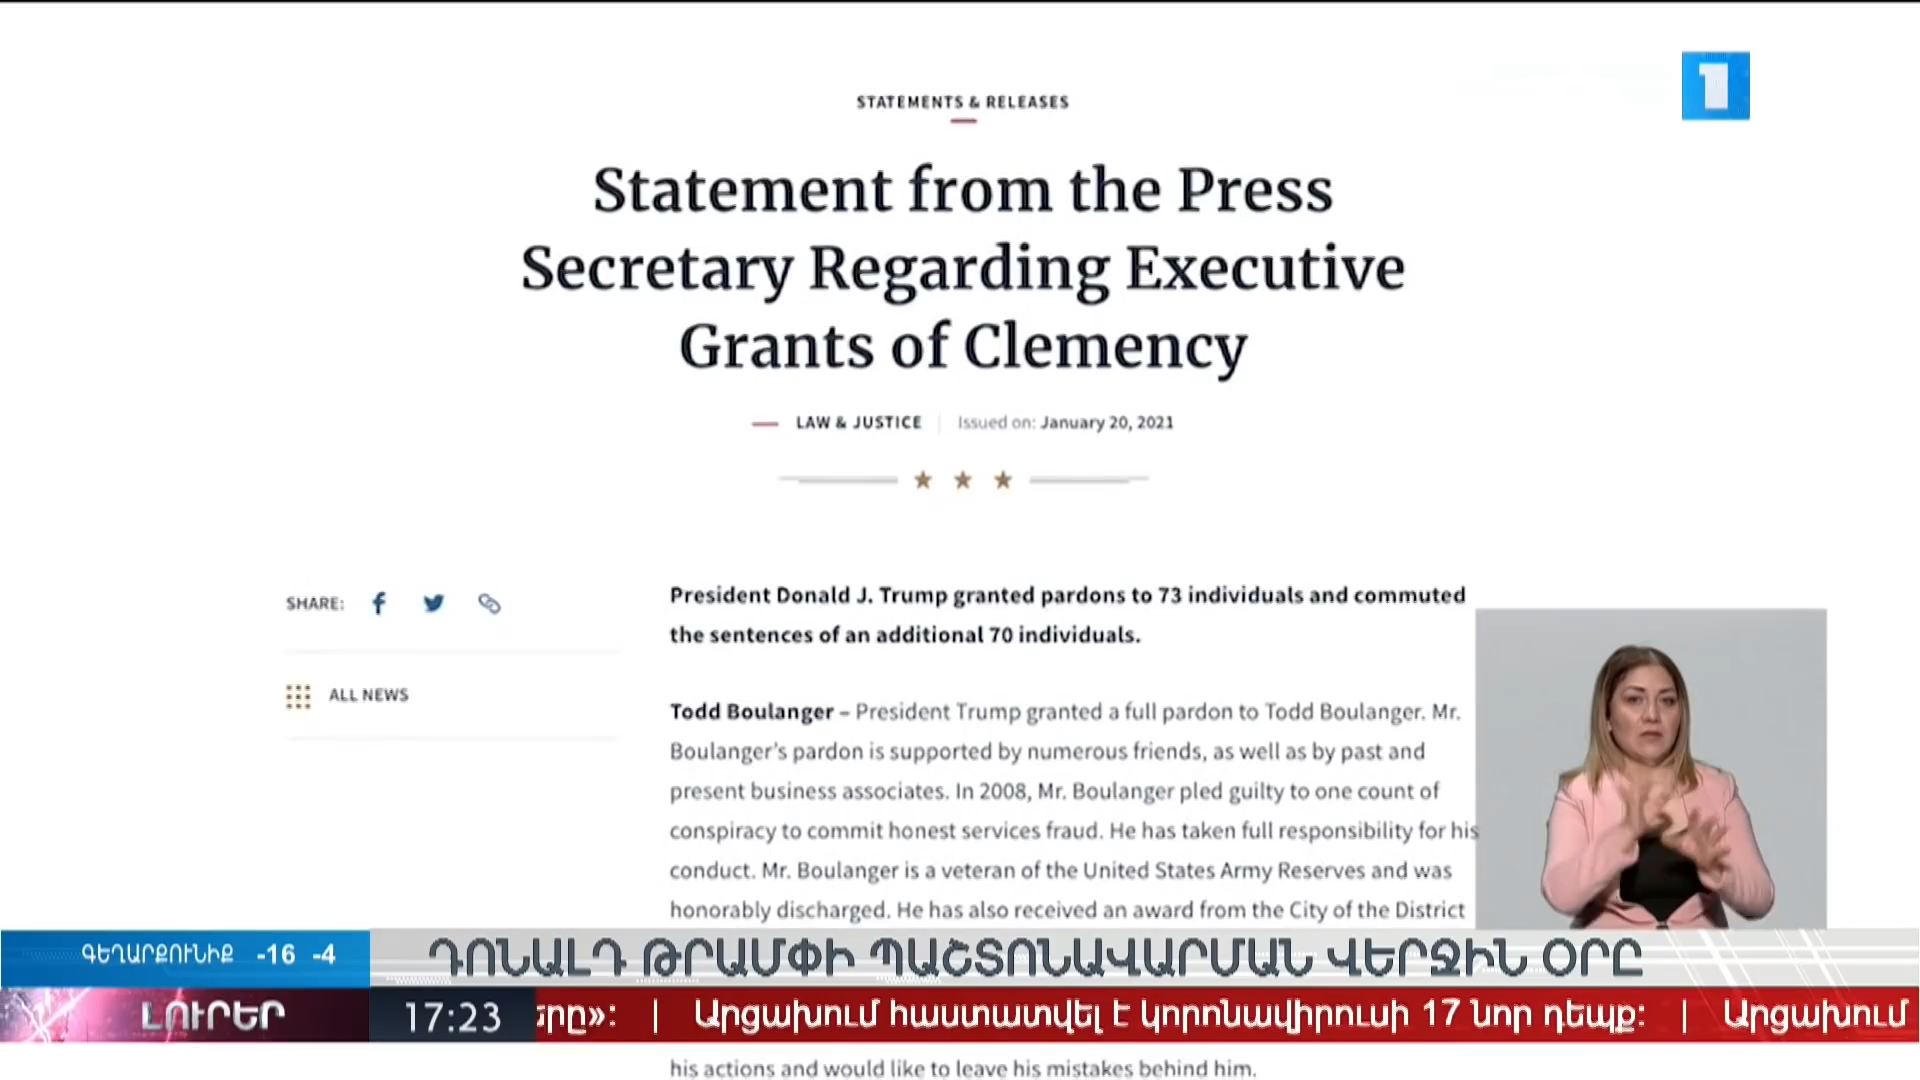 1
STATEMENTS & RELEASES
Statement from the Press
Secretary Regarding Executive
Grants of Clemency
LAW & JUSTICE | Issued on: January 20, 2021
SHARE:
ALL NEWS
President Donald J. Trump granted pardons to 73 individuals and commuted
the sentences of an additional 70 individuals.
Todd Boulanger – President Trump granted a full pardon to Todd Boulanger. Mr.
Boulanger’s pardon is supported by numerous friends, as well as by past and
present business associates. In 2008, Mr. Boulanger pled guilty to one count of
conspiracy to commit honest services fraud. He has taken full responsibility for his
conduct. Mr. Boulanger is a veteran of the United States Army Reserves and was
honorably discharged. He has also received an award from the City of the District
ԳԵՂԱՐՔՈՒՆԻՔ -16 -4
ԴՈՆԱԼԴ ԹՐԱՄՓԻ ՊԱՇՏՈՆԱՎԱՐՄԱՆ ՎԵՐՋԻՆ ՕՐԸ
ԼՈՒՐԵՐ
17:23
երը»: | Արցախում հաստատվել է կորոնավիրուսի 17 նոր դեպք: | Արցախում
his actions and would like to leave his mistakes behind him.